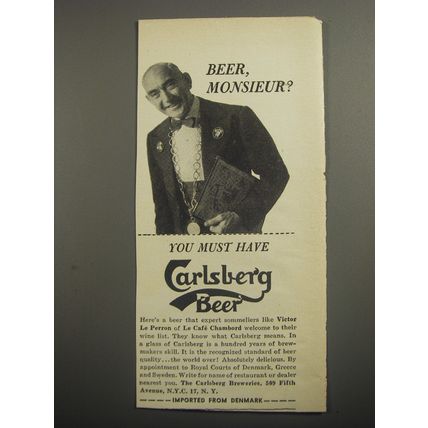 BEER,
MONSIEUR?
YOU MUST HAVE
Carlsberg
Beer
Here's a beer that expert sommeliers like Victor
Le Perron of Le Café Chambord welcome to their
wine list. They know what Carlsberg means. In
a glass of Carlsberg is a hundred years of brew-
makers skill. It is the recognized standard of beer
quality...the world over! Absolutely delicious. By
appointment to Royal Courts of Denmark, Greece
and Sweden. Write for name of restaurant or dealer
nearest you. The Carlsberg Breweries, 509 Fifth
Avenue, N.Y.C. 17, N. Y.
IMPORTED FROM DENMARK